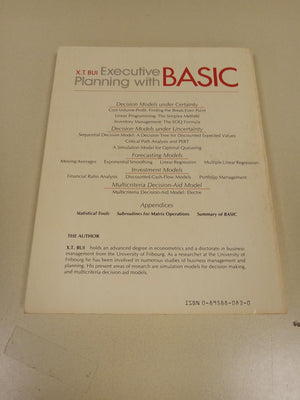 X.T. BUI Executive
Planning with BASIC
Decision Models under Certainty
Cost-Volume-Profit: Finding the Break-Even Point
Linear Programming: The Simplex Method
Inventory Management: The EOQ Formula
Decision Models under Uncertainty
Sequential Decision Model: A Decision Tree for Discounted Expected Values
Critical Path Analysis and PERT
A Simulation Model for Optimal Queuing
Forecasting Models
Moving Averages Exponential Smoothing Linear Regression Multiple Linear Regression
Investment Models
Financial Ratio Analysis Discounted-Cash-Flow Models Portfolio Management
Multicriteria Decision-Aid Model
Multicriteria Decision-Aid Model: Electre
Appendices
Statistical Tools Subroutines for Matrix Operations Summary of BASIC
THE AUTHOR
X.T. BUI holds an advanced degree in econometrics and a doctorate in business
management from the University of Fribourg. As a researcher at the University of
Fribourg he has been involved in numerous studies of business management and
planning. His present areas of research are simulation models for decision making,
and multicriteria decision aid models.
ISBN 0-89588-083-0